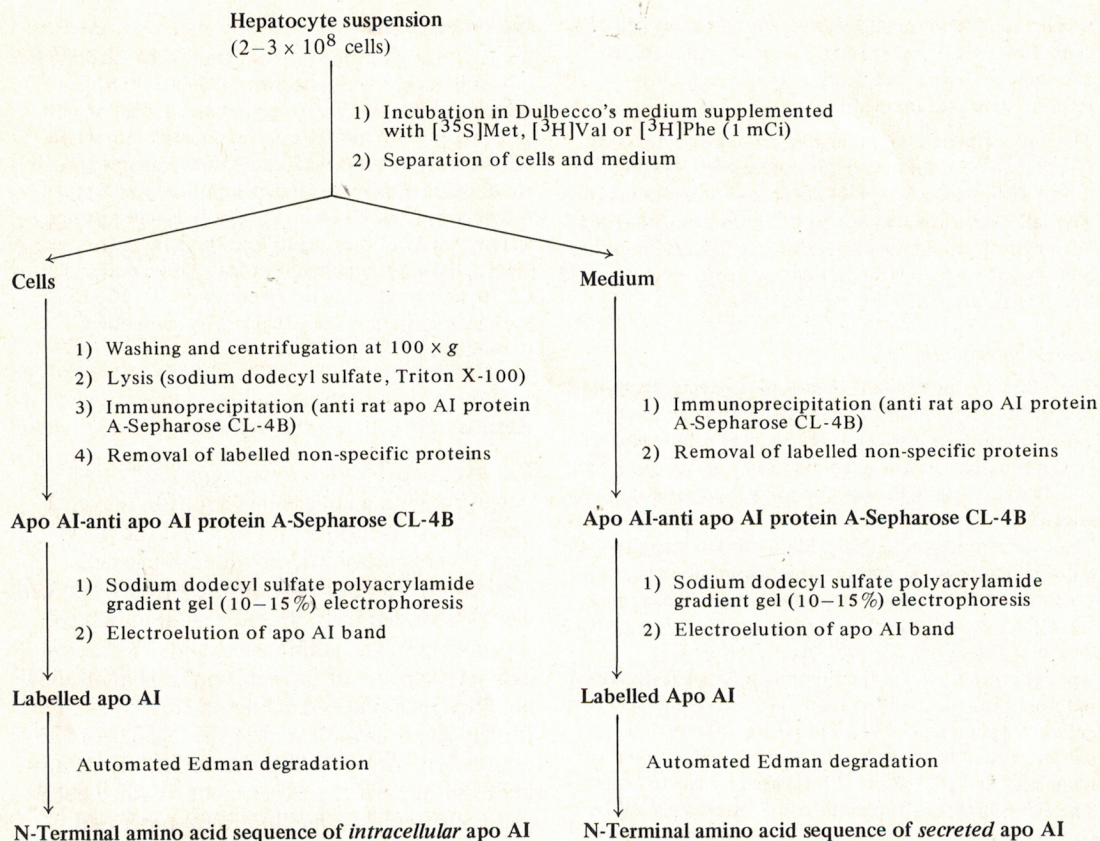 Hepatocyte suspension
(2–3 × 10⁸ cells)
1) Incubation in Dulbecco's medium supplemented
with [³⁵S]Met, [³H]Val or [³H]Phe (1 mCi)
2) Separation of cells and medium
Cells
1) Washing and centrifugation at 100 × g
2) Lysis (sodium dodecyl sulfate, Triton X-100)
3) Immunoprecipitation (anti rat apo AI protein
A-Sepharose CL-4B)
4) Removal of labelled non-specific proteins
Apo AI-anti apo AI protein A-Sepharose CL-4B
1) Sodium dodecyl sulfate polyacrylamide
gradient gel (10–15%) electrophoresis
2) Electroelution of apo AI band
Labelled apo AI
Automated Edman degradation
N-Terminal amino acid sequence of intracellular apo AI
Medium
1) Immunoprecipitation (anti rat apo AI protein
A-Sepharose CL-4B)
2) Removal of labelled non-specific proteins
Apo AI-anti apo AI protein A-Sepharose CL-4B
1) Sodium dodecyl sulfate polyacrylamide
gradient gel (10–15%) electrophoresis
2) Electroelution of apo AI band
Labelled Apo AI
Automated Edman degradation
N-Terminal amino acid sequence of secreted apo AI